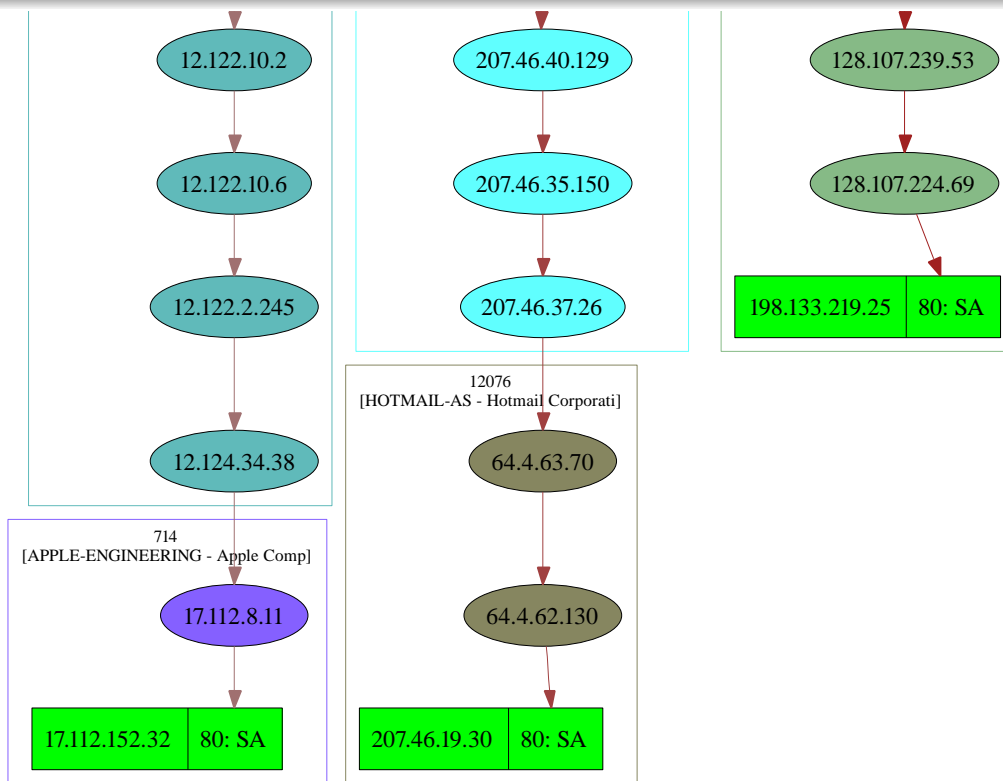 12.122.10.2
207.46.40.129
128.107.239.53
12.122.10.6
207.46.35.150
128.107.224.69
12.122.2.245
207.46.37.26
198.133.219.25 80: SA
12076
[HOTMAIL-AS - Hotmail Corporati]
12.124.34.38
64.4.63.70
714
[APPLE-ENGINEERING - Apple Comp]
17.112.8.11
64.4.62.130
17.112.152.32 80: SA
207.46.19.30 80: SA